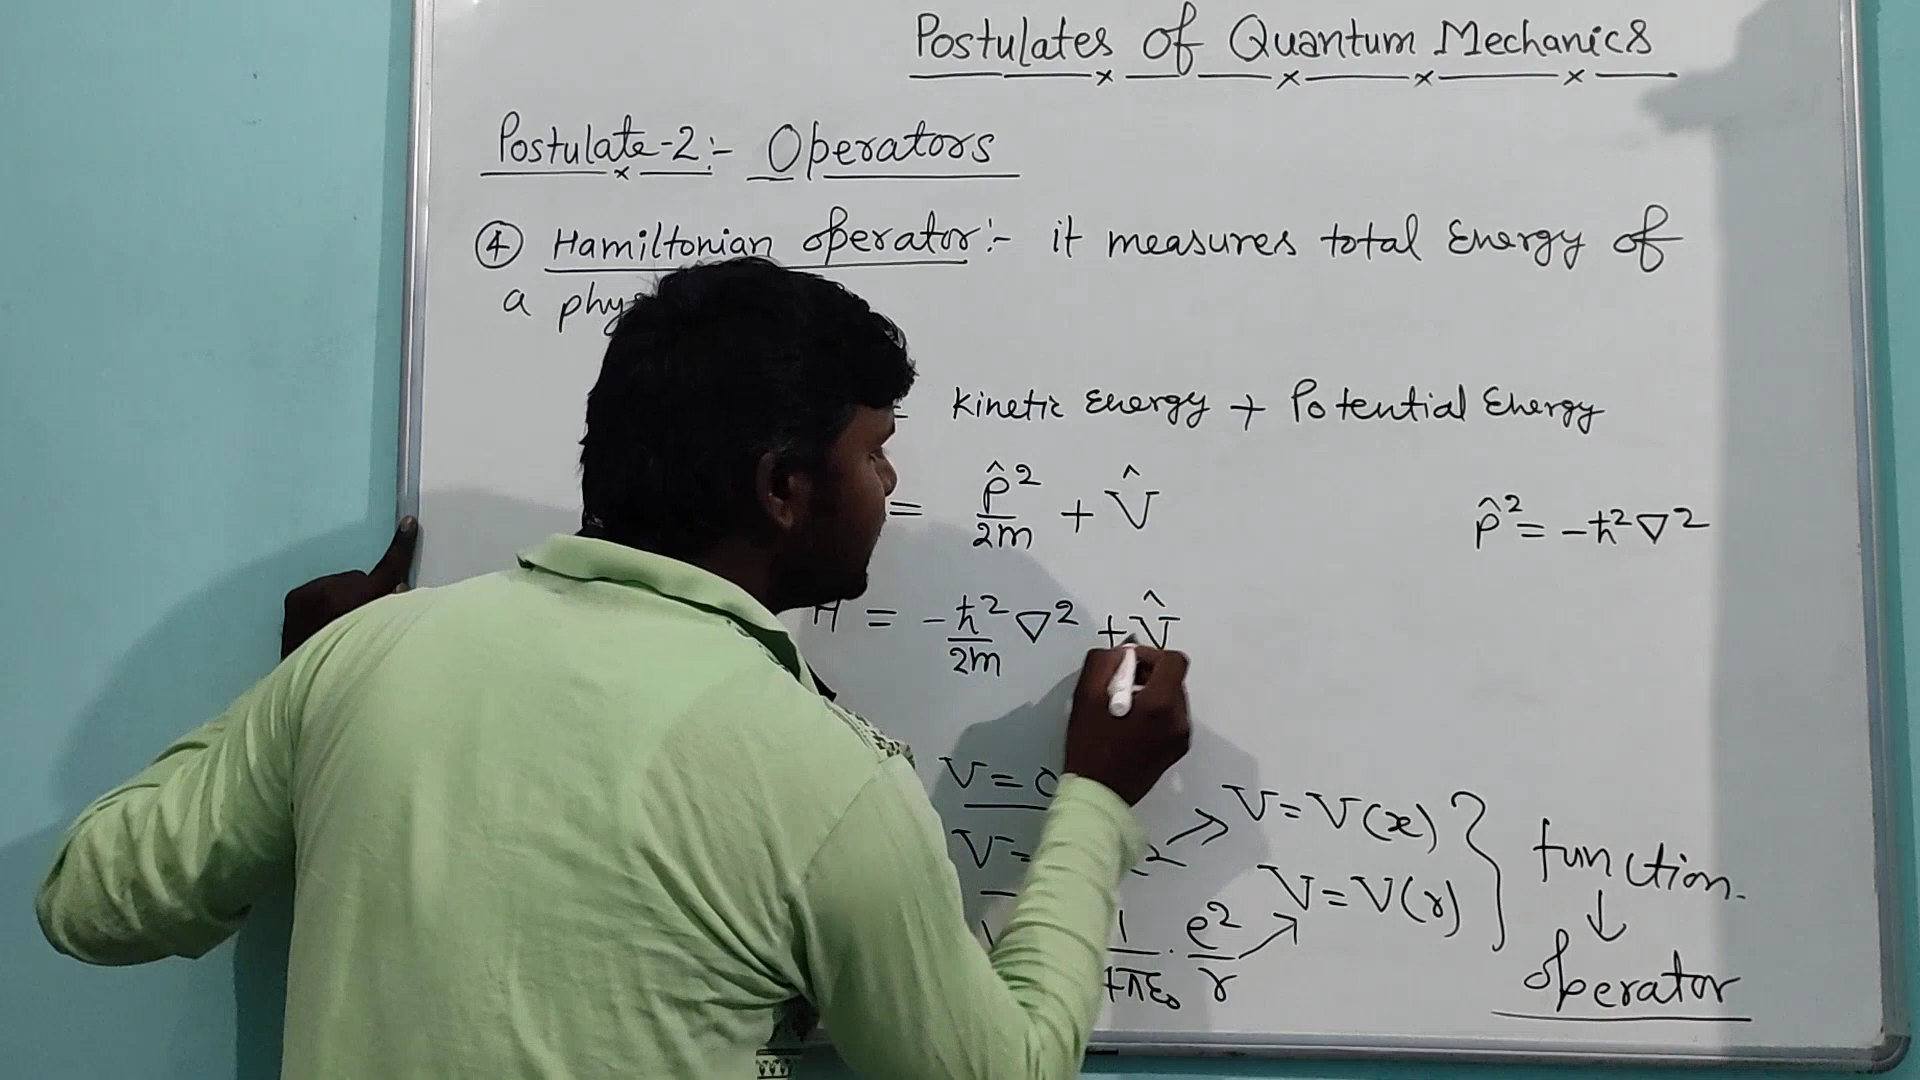 Postulates of Quantum Mechanics
Postulate-2:- Operators
④ Hamiltonian operator:- it measures total Energy of
a phy
= Kinetic Energy + Potential Energy
= p̂²/2m + V̂
p̂² = -ħ²∇²
H = -ħ²/2m ∇² + V̂
V=0
V=
V=V(x)
function
V=V(r)
1/4πε₀ · e²/r
↓
operator